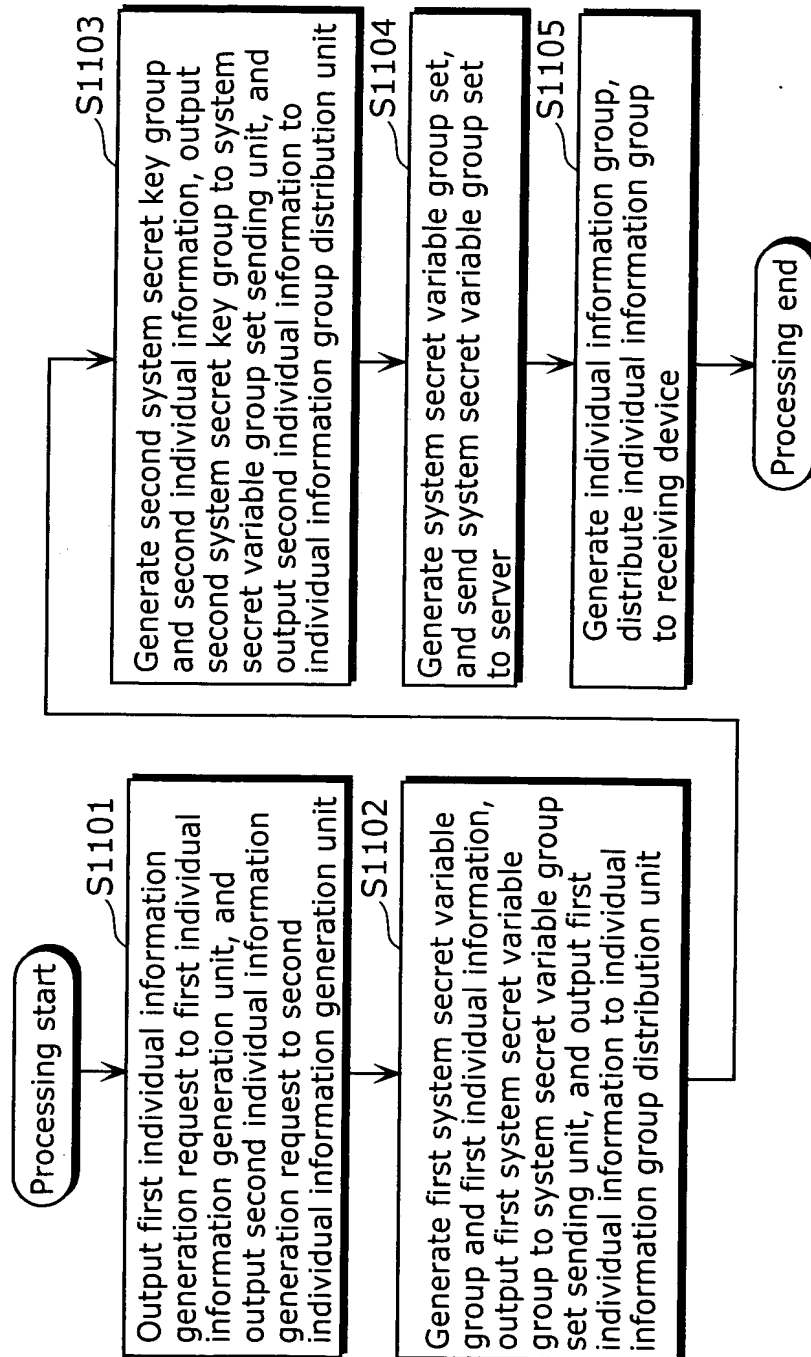 Processing start
S1101
Output first individual information
generation request to first individual
information generation unit, and
output second individual information
generation request to second
individual information generation unit
S1102
Generate first system secret variable
group and first individual information,
output first system secret variable
group to system secret variable group
set sending unit, and output first
individual information to individual
information group distribution unit
S1103
Generate second system secret key group
and second individual information, output
second system secret key group to system
secret variable group set sending unit, and
output second individual information to
individual information group distribution unit
S1104
Generate system secret variable group set,
and send system secret variable group set
to server
S1105
Generate individual information group,
distribute individual information group
to receiving device
Processing end